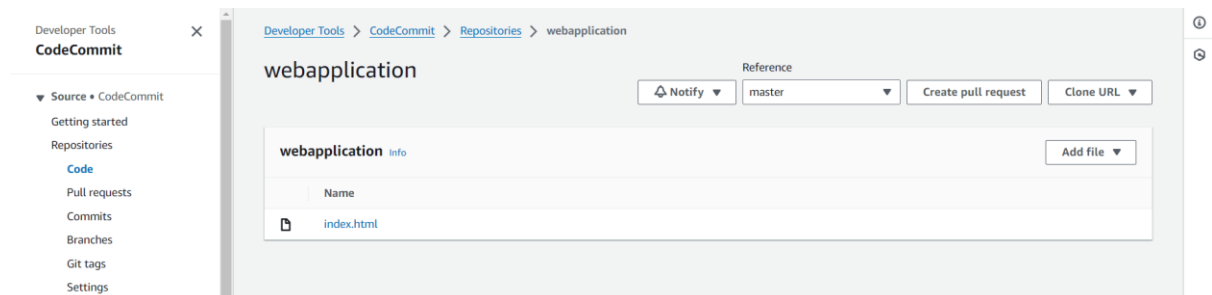 Developer Tools
CodeCommit
Source • CodeCommit
Getting started
Repositories
Code
Pull requests
Commits
Branches
Git tags
Settings
Developer Tools > CodeCommit > Repositories > webapplication
webapplication
Reference
Notify
master
Create pull request
Clone URL
webapplication Info
Add file
Name
index.html